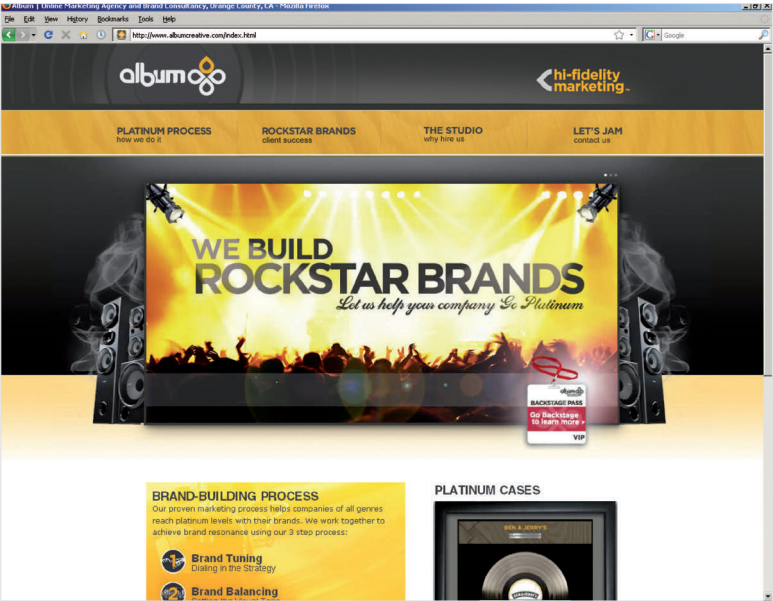 Album | Online Marketing Agency and Brand Consultancy, Orange County, CA - Mozilla Firefox
File Edit View History Bookmarks Tools Help
http://www.albumcreative.com/index.html
Google
album
hi-fidelity
marketing
PLATINUM PROCESS
how we do it
ROCKSTAR BRANDS
client success
THE STUDIO
why hire us
LET'S JAM
contact us
WE BUILD
ROCKSTAR BRANDS
Let us help your company Go Platinum
album
BACKSTAGE PASS
Go Backstage
to learn more >
VIP
BRAND-BUILDING PROCESS
Our proven marketing process helps companies of all genres
reach platinum levels with their brands. We work together to
achieve brand resonance using our 3 step process:
1
Brand Tuning
Dialing in the Strategy
2
Brand Balancing
PLATINUM CASES
BEN & JERRY'S